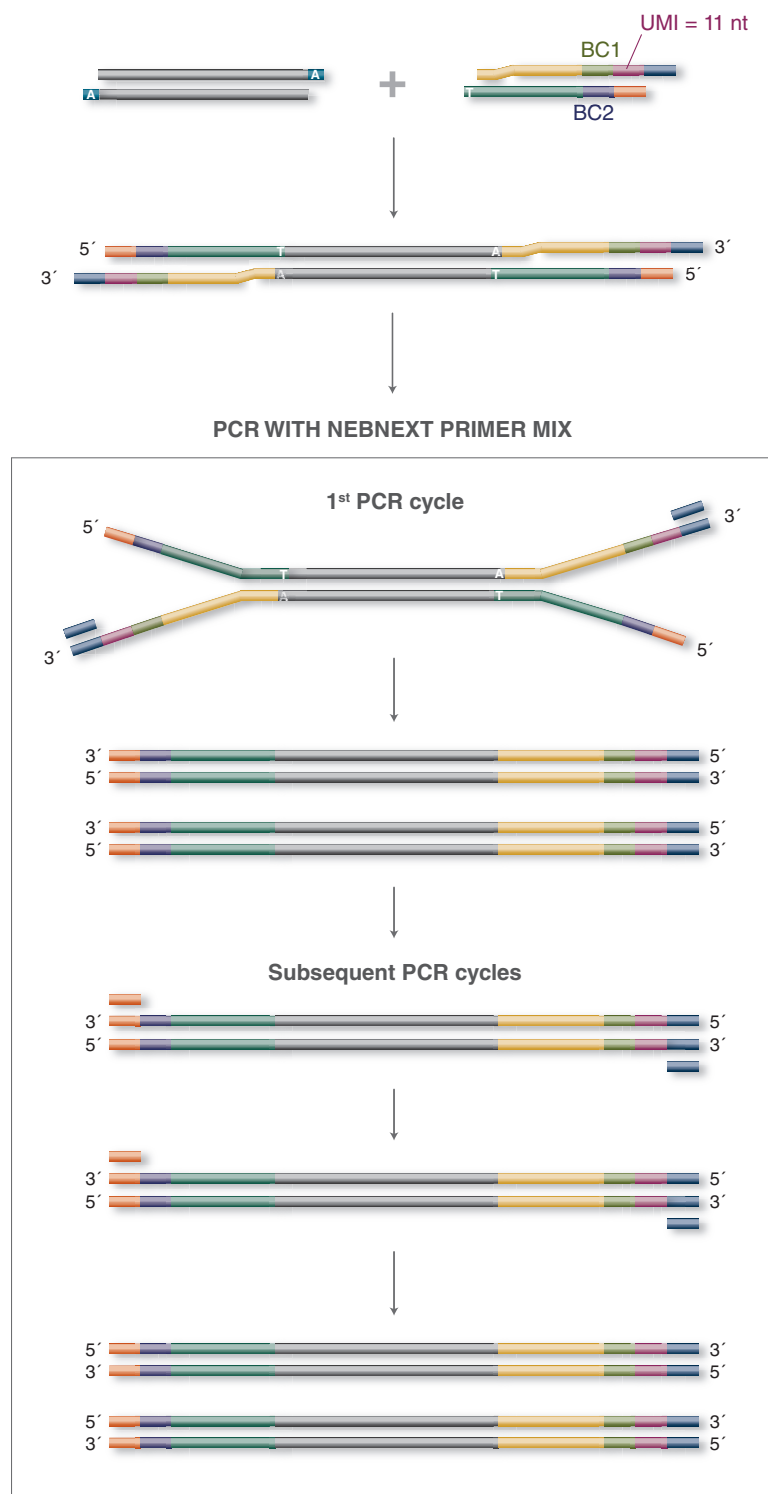 UMI = 11 nt
BC1
A
A
T
BC2
5´ T A 3´
3´ A T 5´
PCR WITH NEBNEXT PRIMER MIX
1st PCR cycle
5´ 3´
T A
A T
3´ 5´
3´ 5´
5´ 3´
3´ 5´
5´ 3´
Subsequent PCR cycles
3´ 5´
5´ 3´
3´ 5´
5´ 3´
5´ 3´
3´ 5´
5´ 3´
3´ 5´